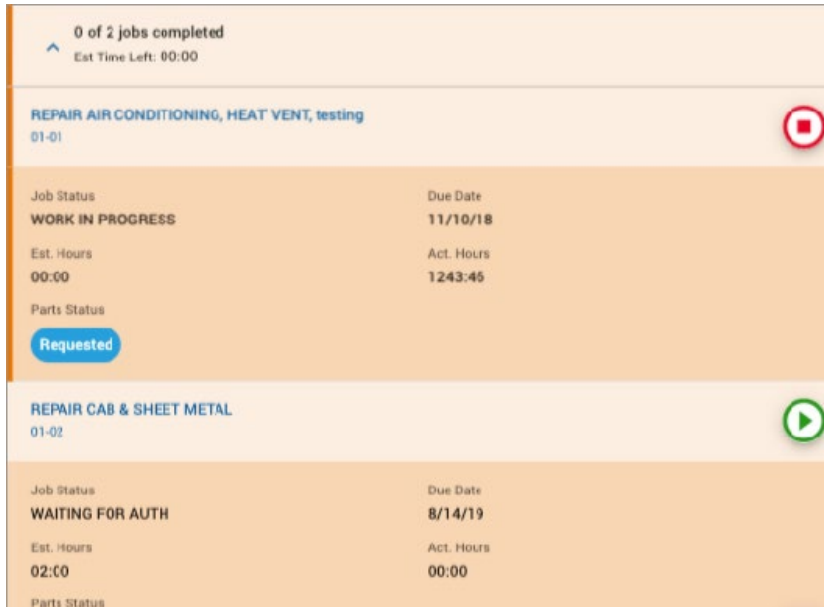 0 of 2 jobs completed
Est Time Left: 00:00
REPAIR AIR CONDITIONING, HEAT VENT, testing
01-01
Job Status
Due Date
WORK IN PROGRESS
11/10/18
Est. Hours
Act. Hours
00:00
1243:45
Parts Status
Requested
REPAIR CAB & SHEET METAL
01-02
Job Status
Due Date
WAITING FOR AUTH
8/14/19
Est. Hours
Act. Hours
02:00
00:00
Parts Status